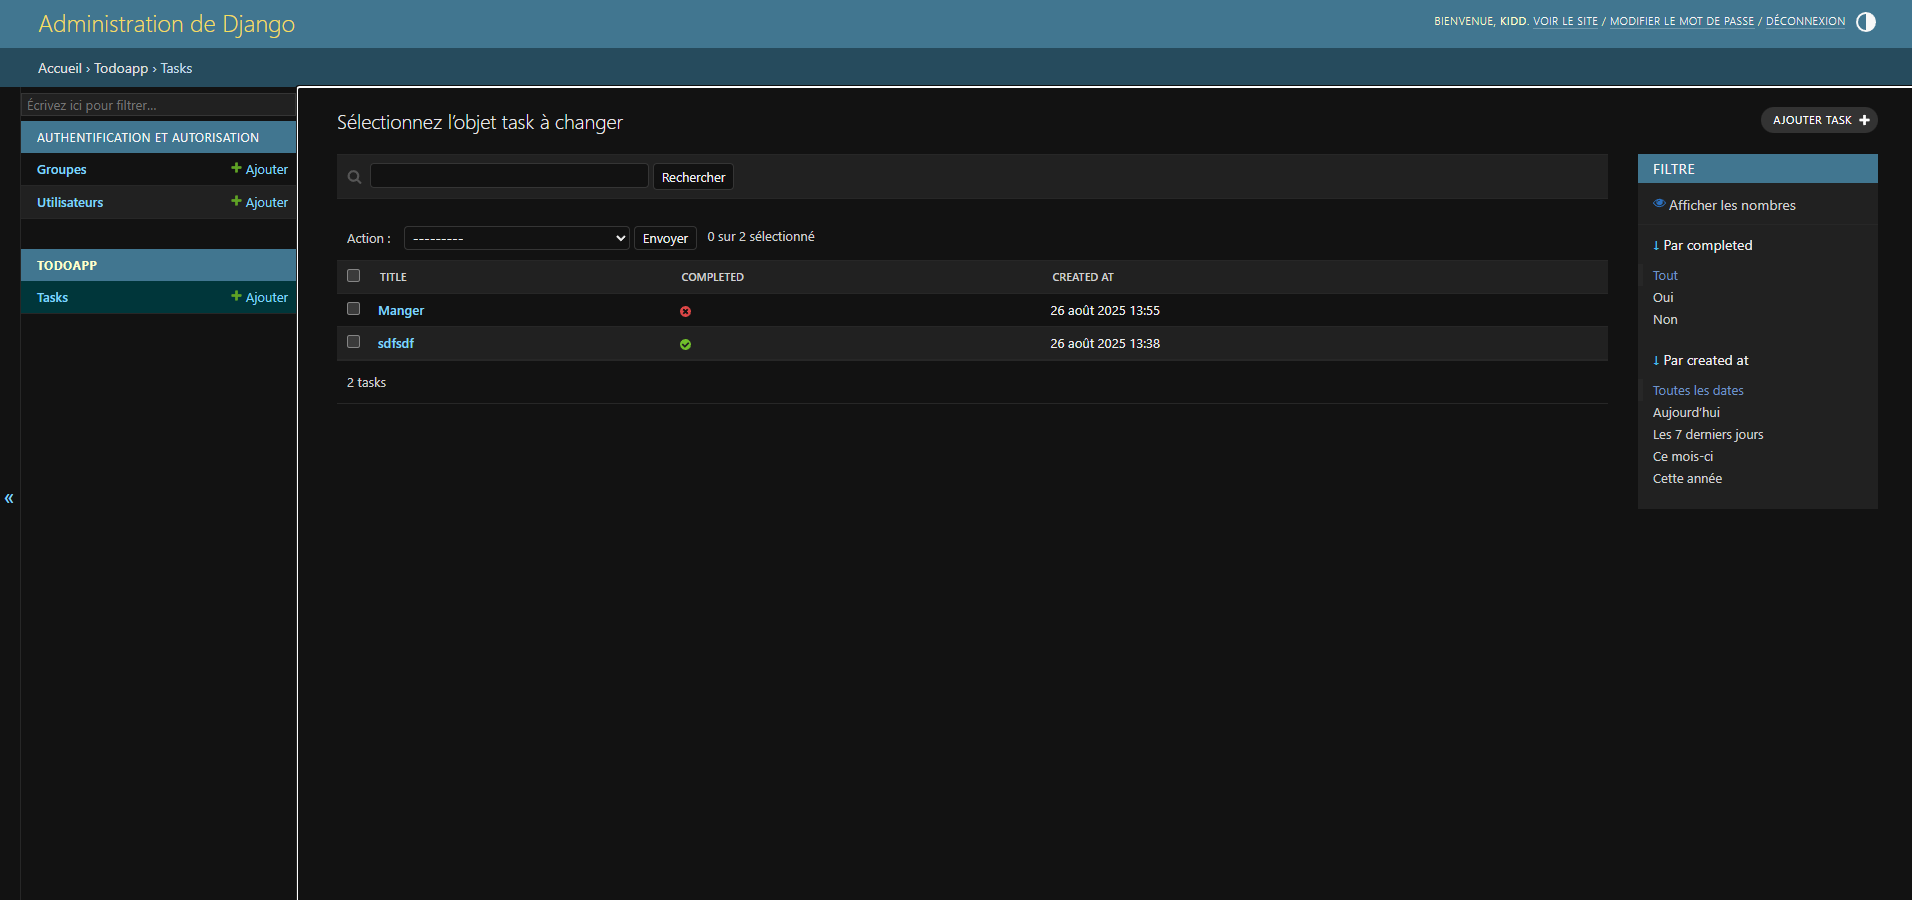 Administration de Django
BIENVENUE, KIDD. VOIR LE SITE / MODIFIER LE MOT DE PASSE / DÉCONNEXION
Accueil › Todoapp › Tasks
Écrivez ici pour filtrer…
AUTHENTIFICATION ET AUTORISATION
Groupes + Ajouter
Utilisateurs + Ajouter
TODOAPP
Tasks + Ajouter
«
Sélectionnez l’objet task à changer
AJOUTER TASK +
Rechercher
Action : --------- Envoyer 0 sur 2 sélectionné
TITLE COMPLETED CREATED AT
Manger 26 août 2025 13:55
sdfsdf 26 août 2025 13:38
2 tasks
FILTRE
Afficher les nombres
↓ Par completed
Tout
Oui
Non
↓ Par created at
Toutes les dates
Aujourd’hui
Les 7 derniers jours
Ce mois-ci
Cette année